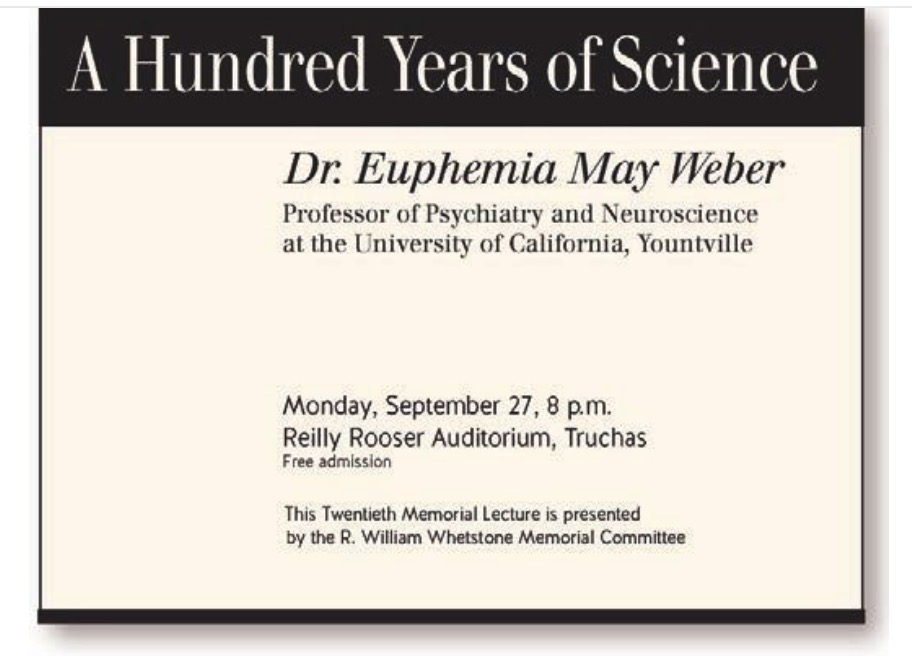 A Hundred Years of Science
Dr. Euphemia May Weber
Professor of Psychiatry and Neuroscience
at the University of California, Yountville
Monday, September 27, 8 p.m.
Reilly Rooser Auditorium, Truchas
Free admission
This Twentieth Memorial Lecture is presented
by the R. William Whetstone Memorial Committee